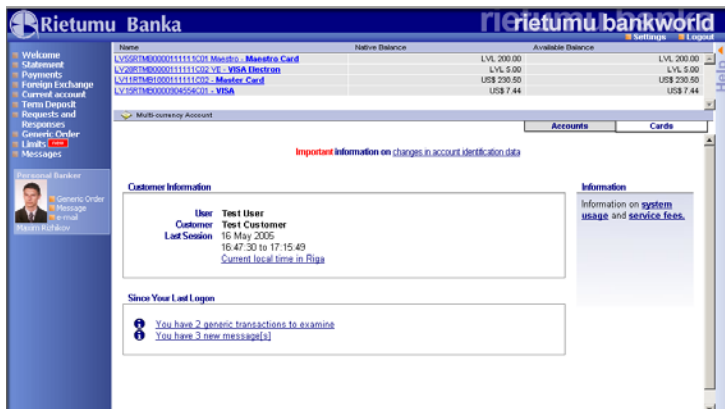 Rietumu Banka
rietumu bankworld
Settings Logout
Welcome
Statement
Payments
Foreign Exchange
Current account
Term Deposit
Requests and
Responses
Generic Order
Limits new
Messages
Personal Banker
Generic Order
Message
e-mail
Maxim Rizhikov
Name Native Balance Available Balance
LV55RTMB0000111111C01 Maestro - Maestro Card LVL 200.00 LVL 200.00
LV28RTMB0000111111C02 VE - VISA Electron LVL 5.00 LVL 5.00
LV11RTMB1000111111C02 - Master Card US$ 230.50 US$ 230.50
LV15RTMB0000904554C01 - VISA US$ 7.44 US$ 7.44
Multi-currency Account
Accounts Cards
Help
Important information on changes in account identification data
Customer Information
User Test User
Customer Test Customer
Last Session 16 May 2005
16:47:30 to 17:15:49
Current local time in Riga
Information
Information on system
usage and service fees.
Since Your Last Logon
You have 2 generic transactions to examine
You have 3 new message[s]